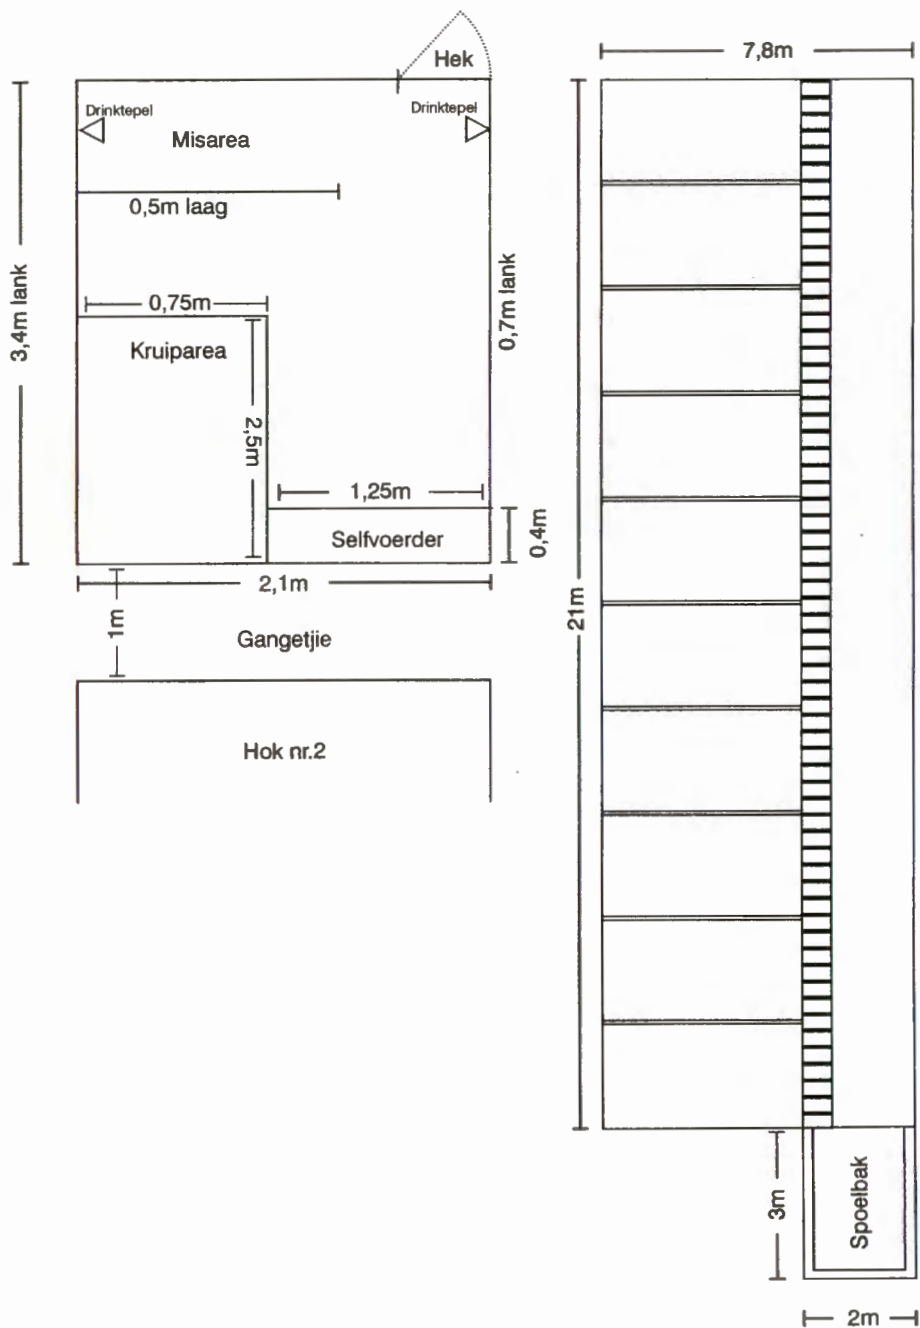 Hek
Drinktepel
Drinktepel
Misarea
0,5m laag
3,4m lank
0,7m lank
0,75m
Kruiparea
2,5m
1,25m
Selfvoerder
0,4m
2,1m
1m
Gangetjie
Hok nr.2
7,8m
21m
3m
Spoelbak
2m